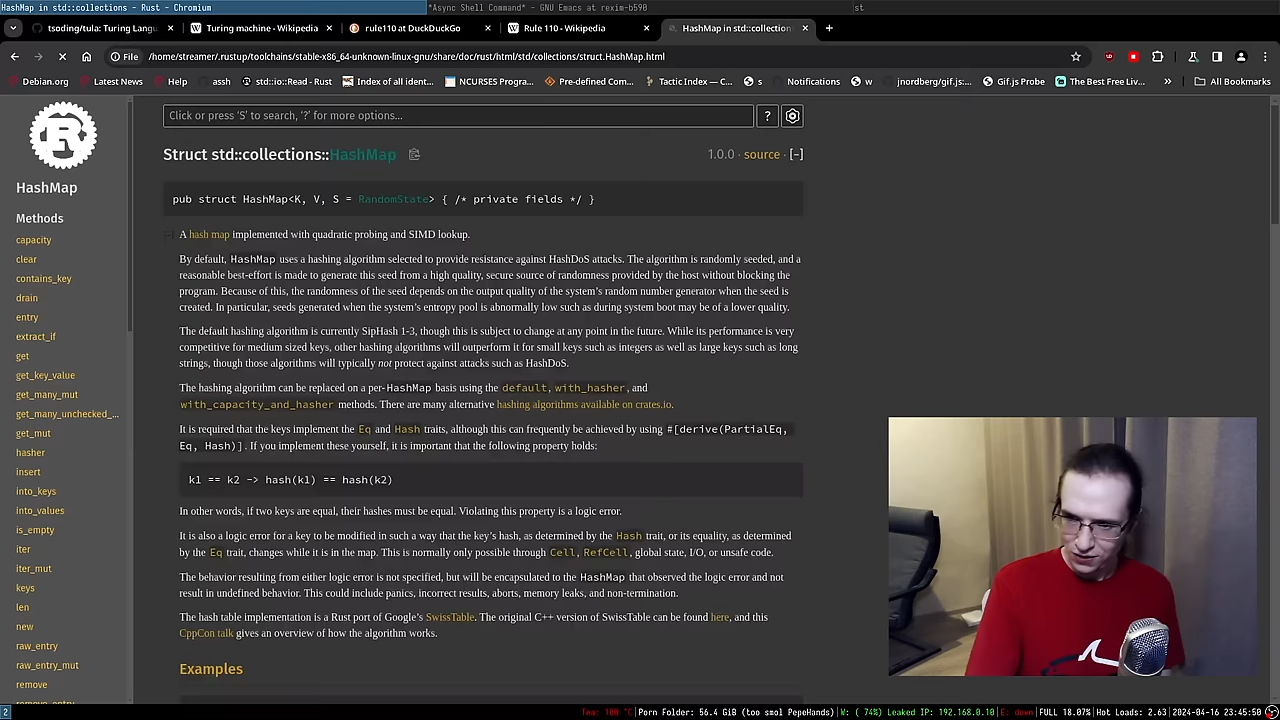 HashMap in std::collections - Rust - Chromium
*Async Shell Command* - GNU Emacs at rexim-b590
st
tsoding/tula: Turing Langu
Turing machine - Wikipedia
rule110 at DuckDuckGo
Rule 110 - Wikipedia
HashMap in std::collection
File
/home/streamer/.rustup/toolchains/stable-x86_64-unknown-linux-gnu/share/doc/rust/html/std/collections/struct.HashMap.html
Debian.org
Latest News
Help
assh
std::io::Read - Rust
Index of all identi...
NCURSES Progra...
Pre-defined Com...
Tactic Index — C...
s
Notifications
w
jnordberg/gif.js:...
Gif.js Probe
The Best Free Liv...
»
All Bookmarks
Click or press 'S' to search, '?' for more options…
?
HashMap
Methods
capacity
clear
contains_key
drain
entry
extract_if
get
get_key_value
get_many_mut
get_many_unchecked_...
get_mut
hasher
insert
into_keys
into_values
is_empty
iter
iter_mut
keys
len
new
raw_entry
raw_entry_mut
remove
remove_entry
Struct std::collections::HashMap
1.0.0 · source · [−]
pub struct HashMap<K, V, S = RandomState> { /* private fields */ }
A hash map implemented with quadratic probing and SIMD lookup.
By default, HashMap uses a hashing algorithm selected to provide resistance against HashDoS attacks. The algorithm is randomly seeded, and a
reasonable best-effort is made to generate this seed from a high quality, secure source of randomness provided by the host without blocking the
program. Because of this, the randomness of the seed depends on the output quality of the system's random number generator when the seed is
created. In particular, seeds generated when the system's entropy pool is abnormally low such as during system boot may be of a lower quality.
The default hashing algorithm is currently SipHash 1-3, though this is subject to change at any point in the future. While its performance is very
competitive for medium sized keys, other hashing algorithms will outperform it for small keys such as integers as well as large keys such as long
strings, though those algorithms will typically not protect against attacks such as HashDoS.
The hashing algorithm can be replaced on a per-HashMap basis using the default, with_hasher, and
with_capacity_and_hasher methods. There are many alternative hashing algorithms available on crates.io.
It is required that the keys implement the Eq and Hash traits, although this can frequently be achieved by using #[derive(PartialEq,
Eq, Hash)]. If you implement these yourself, it is important that the following property holds:
k1 == k2 -> hash(k1) == hash(k2)
In other words, if two keys are equal, their hashes must be equal. Violating this property is a logic error.
It is also a logic error for a key to be modified in such a way that the key's hash, as determined by the Hash trait, or its equality, as determined
by the Eq trait, changes while it is in the map. This is normally only possible through Cell, RefCell, global state, I/O, or unsafe code.
The behavior resulting from either logic error is not specified, but will be encapsulated to the HashMap that observed the logic error and not
result in undefined behavior. This could include panics, incorrect results, aborts, memory leaks, and non-termination.
The hash table implementation is a Rust port of Google's SwissTable. The original C++ version of SwissTable can be found here, and this
CppCon talk gives an overview of how the algorithm works.
Examples
2
Tea: 100 °C|Porn Folder: 56.4 GiB (too smol PepeHands)|W: ( 74%) Leaked IP: 192.168.0.10|E: down|FULL 18.07%|Hot Loads: 2.63|2024-04-16 23:45:50